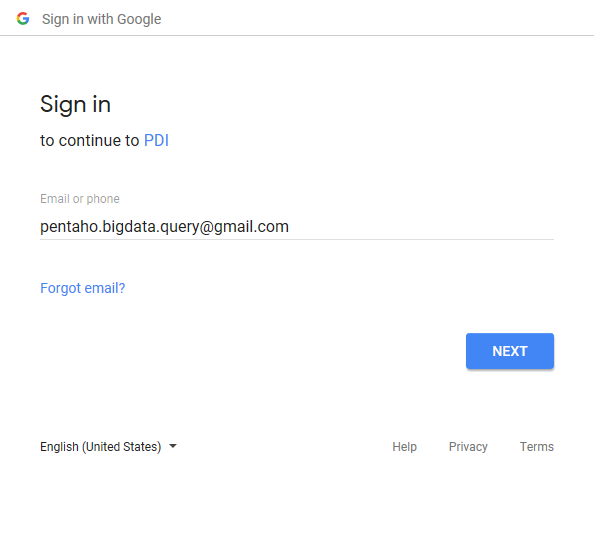 Sign in with Google
Sign in
to continue to PDI
Email or phone
pentaho.bigdata.query@gmail.com
Forgot email?
NEXT
English (United States) Help Privacy Terms